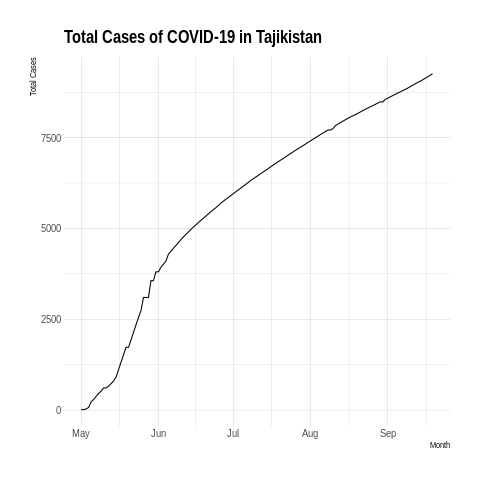 Total Cases of COVID-19 in Tajikistan
Total Cases
7500
5000
2500
0
May Jun Jul Aug Sep
Month